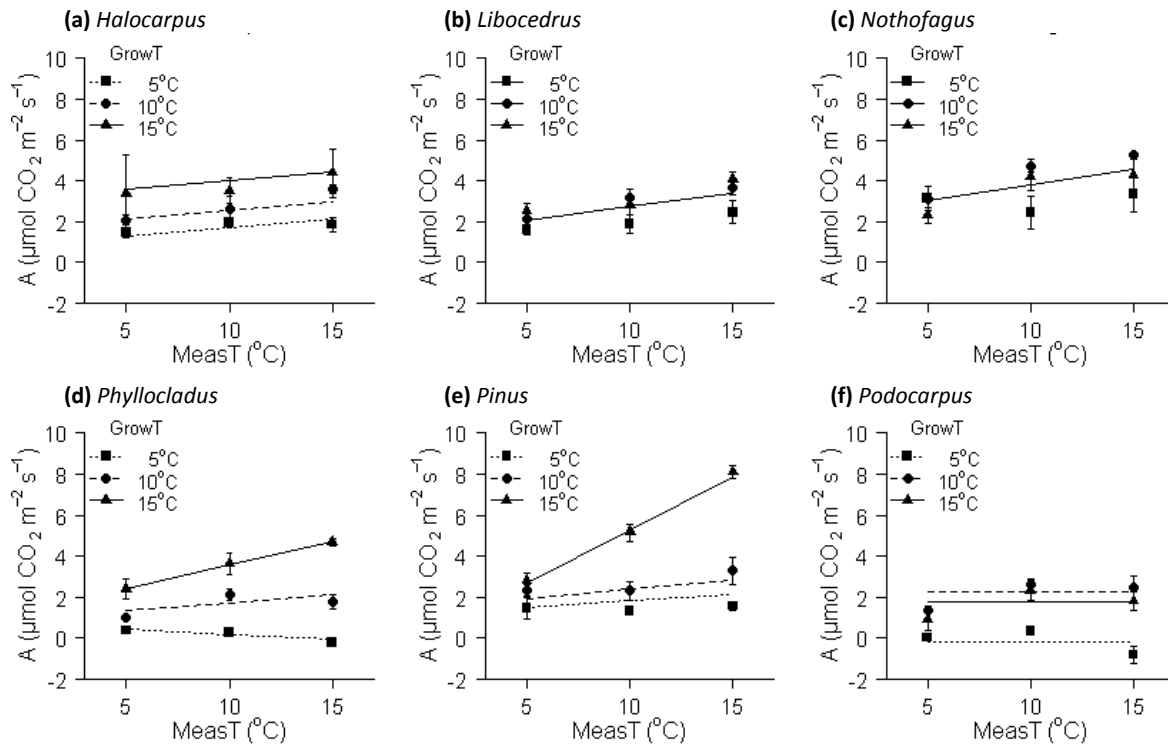 (a) Halocarpus
(b) Libocedrus
(c) Nothofagus
GrowT
5°C
10°C
15°C
10
8
6
4
2
0
-2
A (μmol CO₂ m⁻² s⁻¹)
5 10 15
MeasT (°C)
GrowT
5°C
10°C
15°C
10
8
6
4
2
0
-2
A (μmol CO₂ m⁻² s⁻¹)
5 10 15
MeasT (°C)
GrowT
5°C
10°C
15°C
10
8
6
4
2
0
-2
A (μmol CO₂ m⁻² s⁻¹)
5 10 15
MeasT (°C)
(d) Phyllocladus
(e) Pinus
(f) Podocarpus
GrowT
5°C
10°C
15°C
10
8
6
4
2
0
-2
A (μmol CO₂ m⁻² s⁻¹)
5 10 15
MeasT (°C)
GrowT
5°C
10°C
15°C
10
8
6
4
2
0
-2
A (μmol CO₂ m⁻² s⁻¹)
5 10 15
MeasT (°C)
GrowT
5°C
10°C
15°C
10
8
6
4
2
0
-2
A (μmol CO₂ m⁻² s⁻¹)
5 10 15
MeasT (°C)